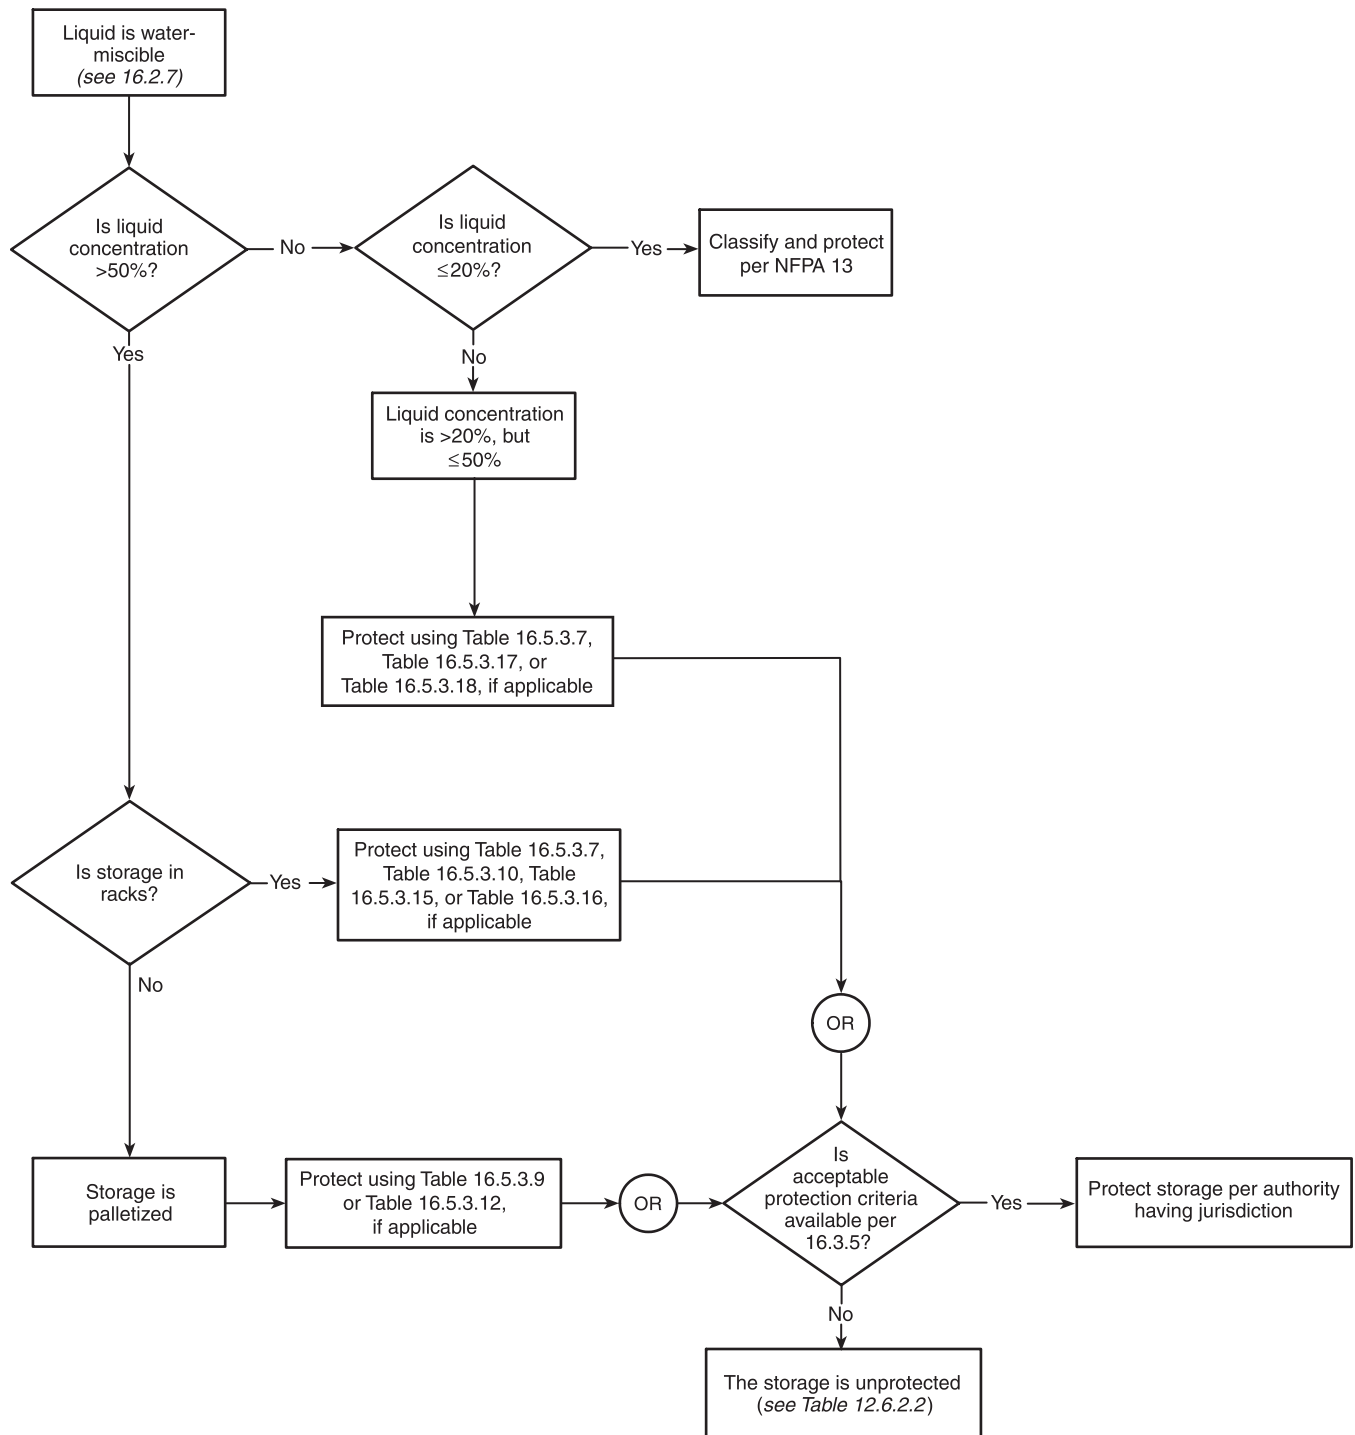 Liquid is water-
miscible
(see 16.2.7)
Is liquid
concentration
>50%?
No
Is liquid
concentration
≤20%?
Yes
Classify and protect
per NFPA 13
Yes
No
Liquid concentration
is >20%, but
≤50%
Protect using Table 16.5.3.7,
Table 16.5.3.17, or
Table 16.5.3.18, if applicable
Is storage in
racks?
Yes
Protect using Table 16.5.3.7,
Table 16.5.3.10, Table
16.5.3.15, or Table 16.5.3.16,
if applicable
No
OR
Storage is
palletized
Protect using Table 16.5.3.9
or Table 16.5.3.12,
if applicable
OR
Is
acceptable
protection criteria
available per
16.3.5?
Yes
Protect storage per authority
having jurisdiction
No
The storage is unprotected
(see Table 12.6.2.2)